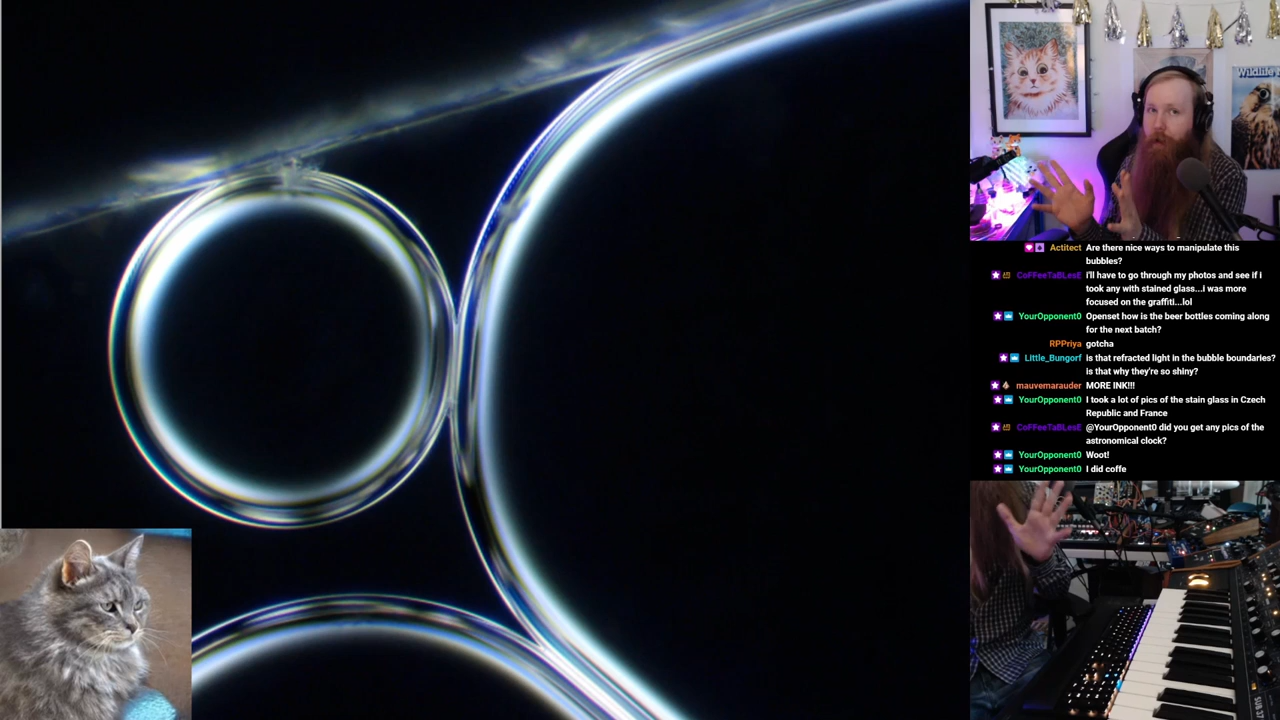 Wildlife
Actitect Are there nice ways to manipulate this
bubbles?
CoFFeeTaBLesE i'll have to go through my photos and see if i
took any with stained glass...i was more
focused on the graffiti...lol
YourOpponent0 Openset how is the beer bottles coming along
for the next batch?
RPPriya gotcha
Little_Bungorf is that refracted light in the bubble boundaries?
is that why they're so shiny?
mauvemarauder MORE INK!!!
YourOpponent0 I took a lot of pics of the stain glass in Czech
Republic and France
CoFFeeTaBLesE @YourOpponent0 did you get any pics of the
astronomical clock?
YourOpponent0 Woot!
YourOpponent0 I did coffe